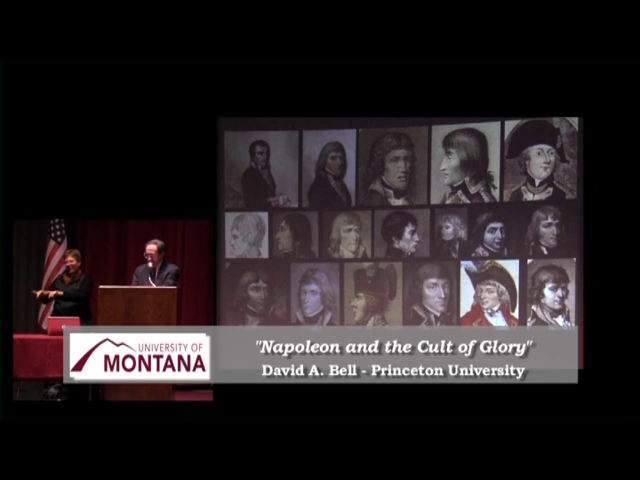 UNIVERSITY OF
MONTANA
"Napoleon and the Cult of Glory"
David A. Bell - Princeton University